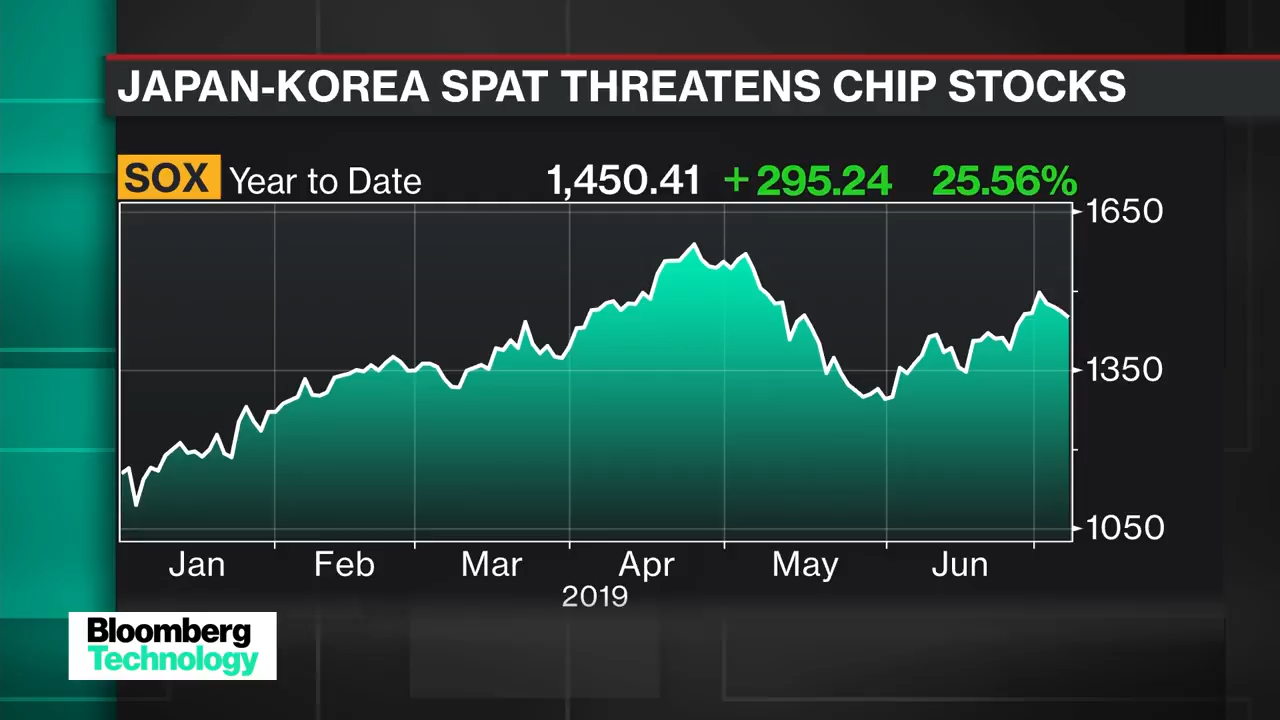 JAPAN-KOREA SPAT THREATENS CHIP STOCKS
SOX Year to Date 1,450.41 +295.24 25.56%
1650
1350
1050
Jan Feb Mar Apr May Jun
2019
Bloomberg
Technology